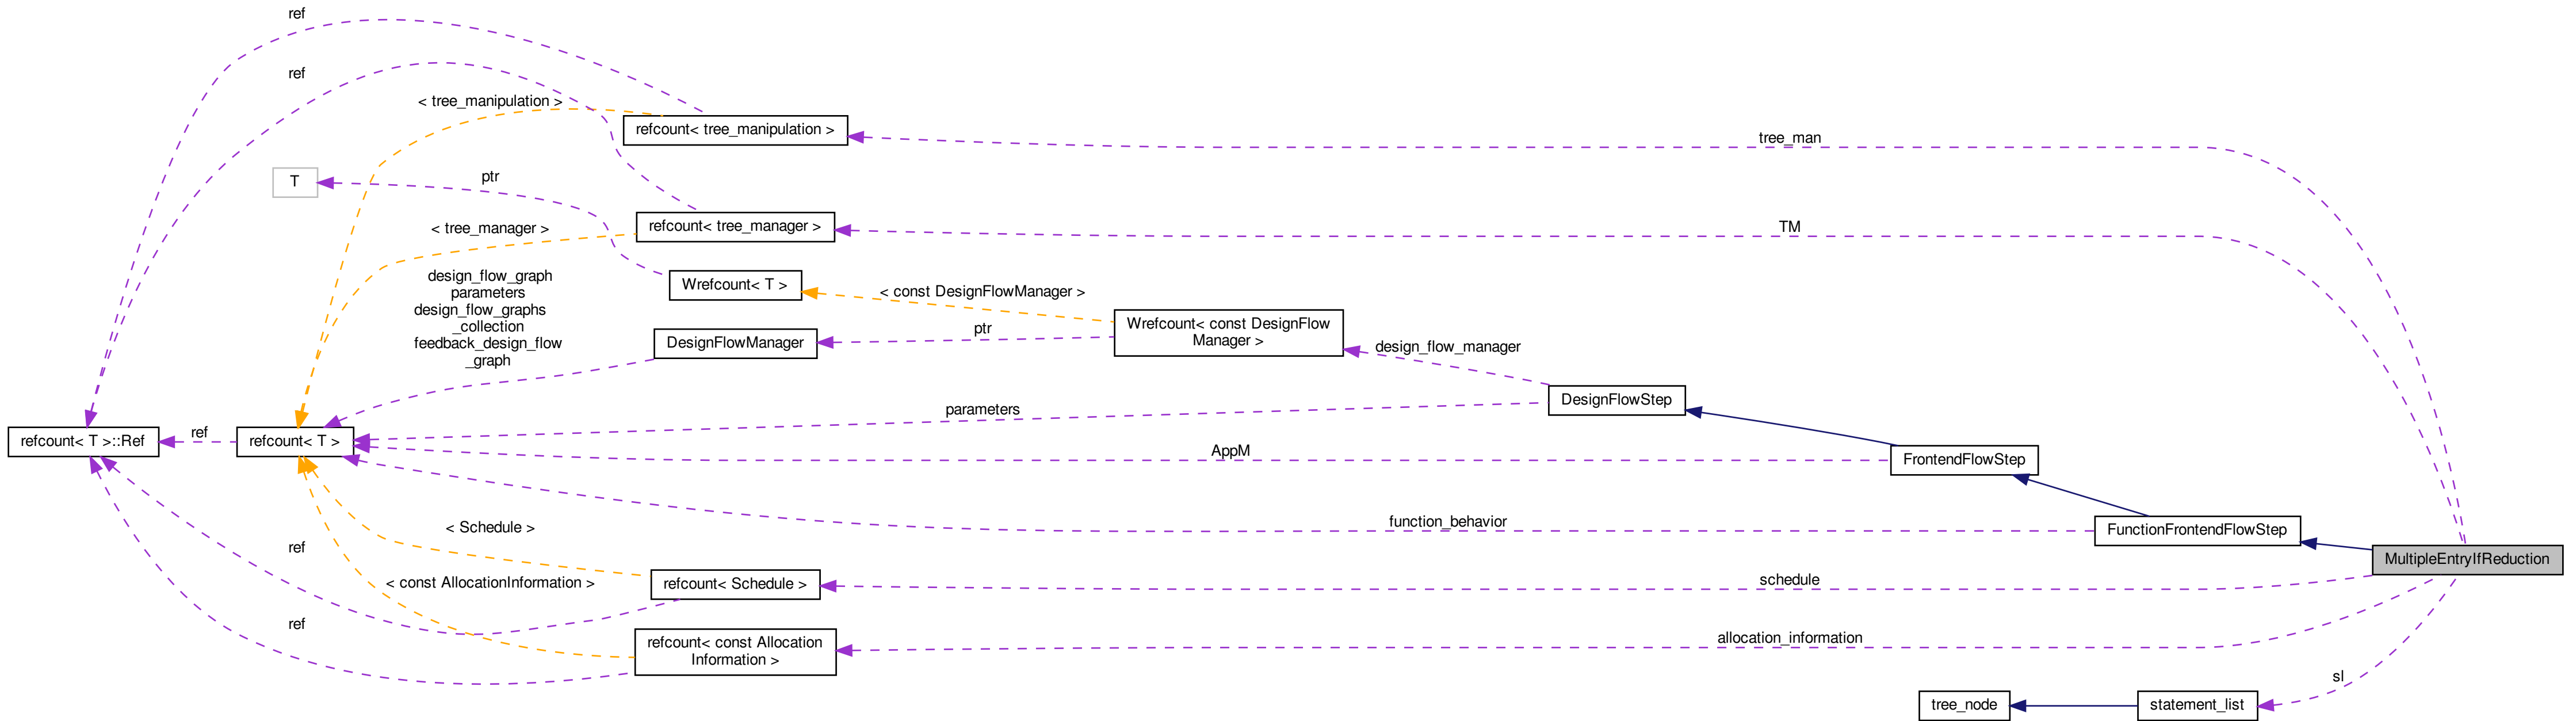 ref
ref
< tree_manipulation >
refcount< tree_manipulation >
tree_man
T
ptr
refcount< tree_manager >
TM
< tree_manager >
design_flow_graph
parameters
design_flow_graphs
_collection
feedback_design_flow
_graph
Wrefcount< T >
< const DesignFlowManager >
Wrefcount< const DesignFlow
Manager >
ptr
DesignFlowManager
design_flow_manager
DesignFlowStep
parameters
refcount< T >::Ref
ref
refcount< T >
AppM
FrontendFlowStep
function_behavior
FunctionFrontendFlowStep
< Schedule >
ref
MultipleEntryIfReduction
< const AllocationInformation >
refcount< Schedule >
schedule
ref
refcount< const Allocation
Information >
allocation_information
sl
tree_node
statement_list